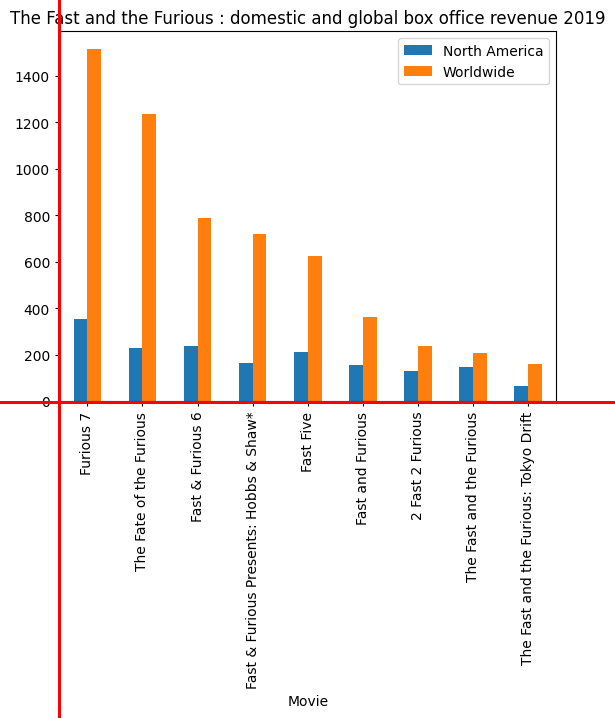 The Fast and the Furious : domestic and global box office revenue 2019
North America
Worldwide
1400
1200
1000
800
600
400
200
0
Furious 7
The Fate of the Furious
Fast & Furious 6
Fast & Furious Presents: Hobbs & Shaw*
Fast Five
Fast and Furious
2 Fast 2 Furious
The Fast and the Furious
The Fast and the Furious: Tokyo Drift
Movie